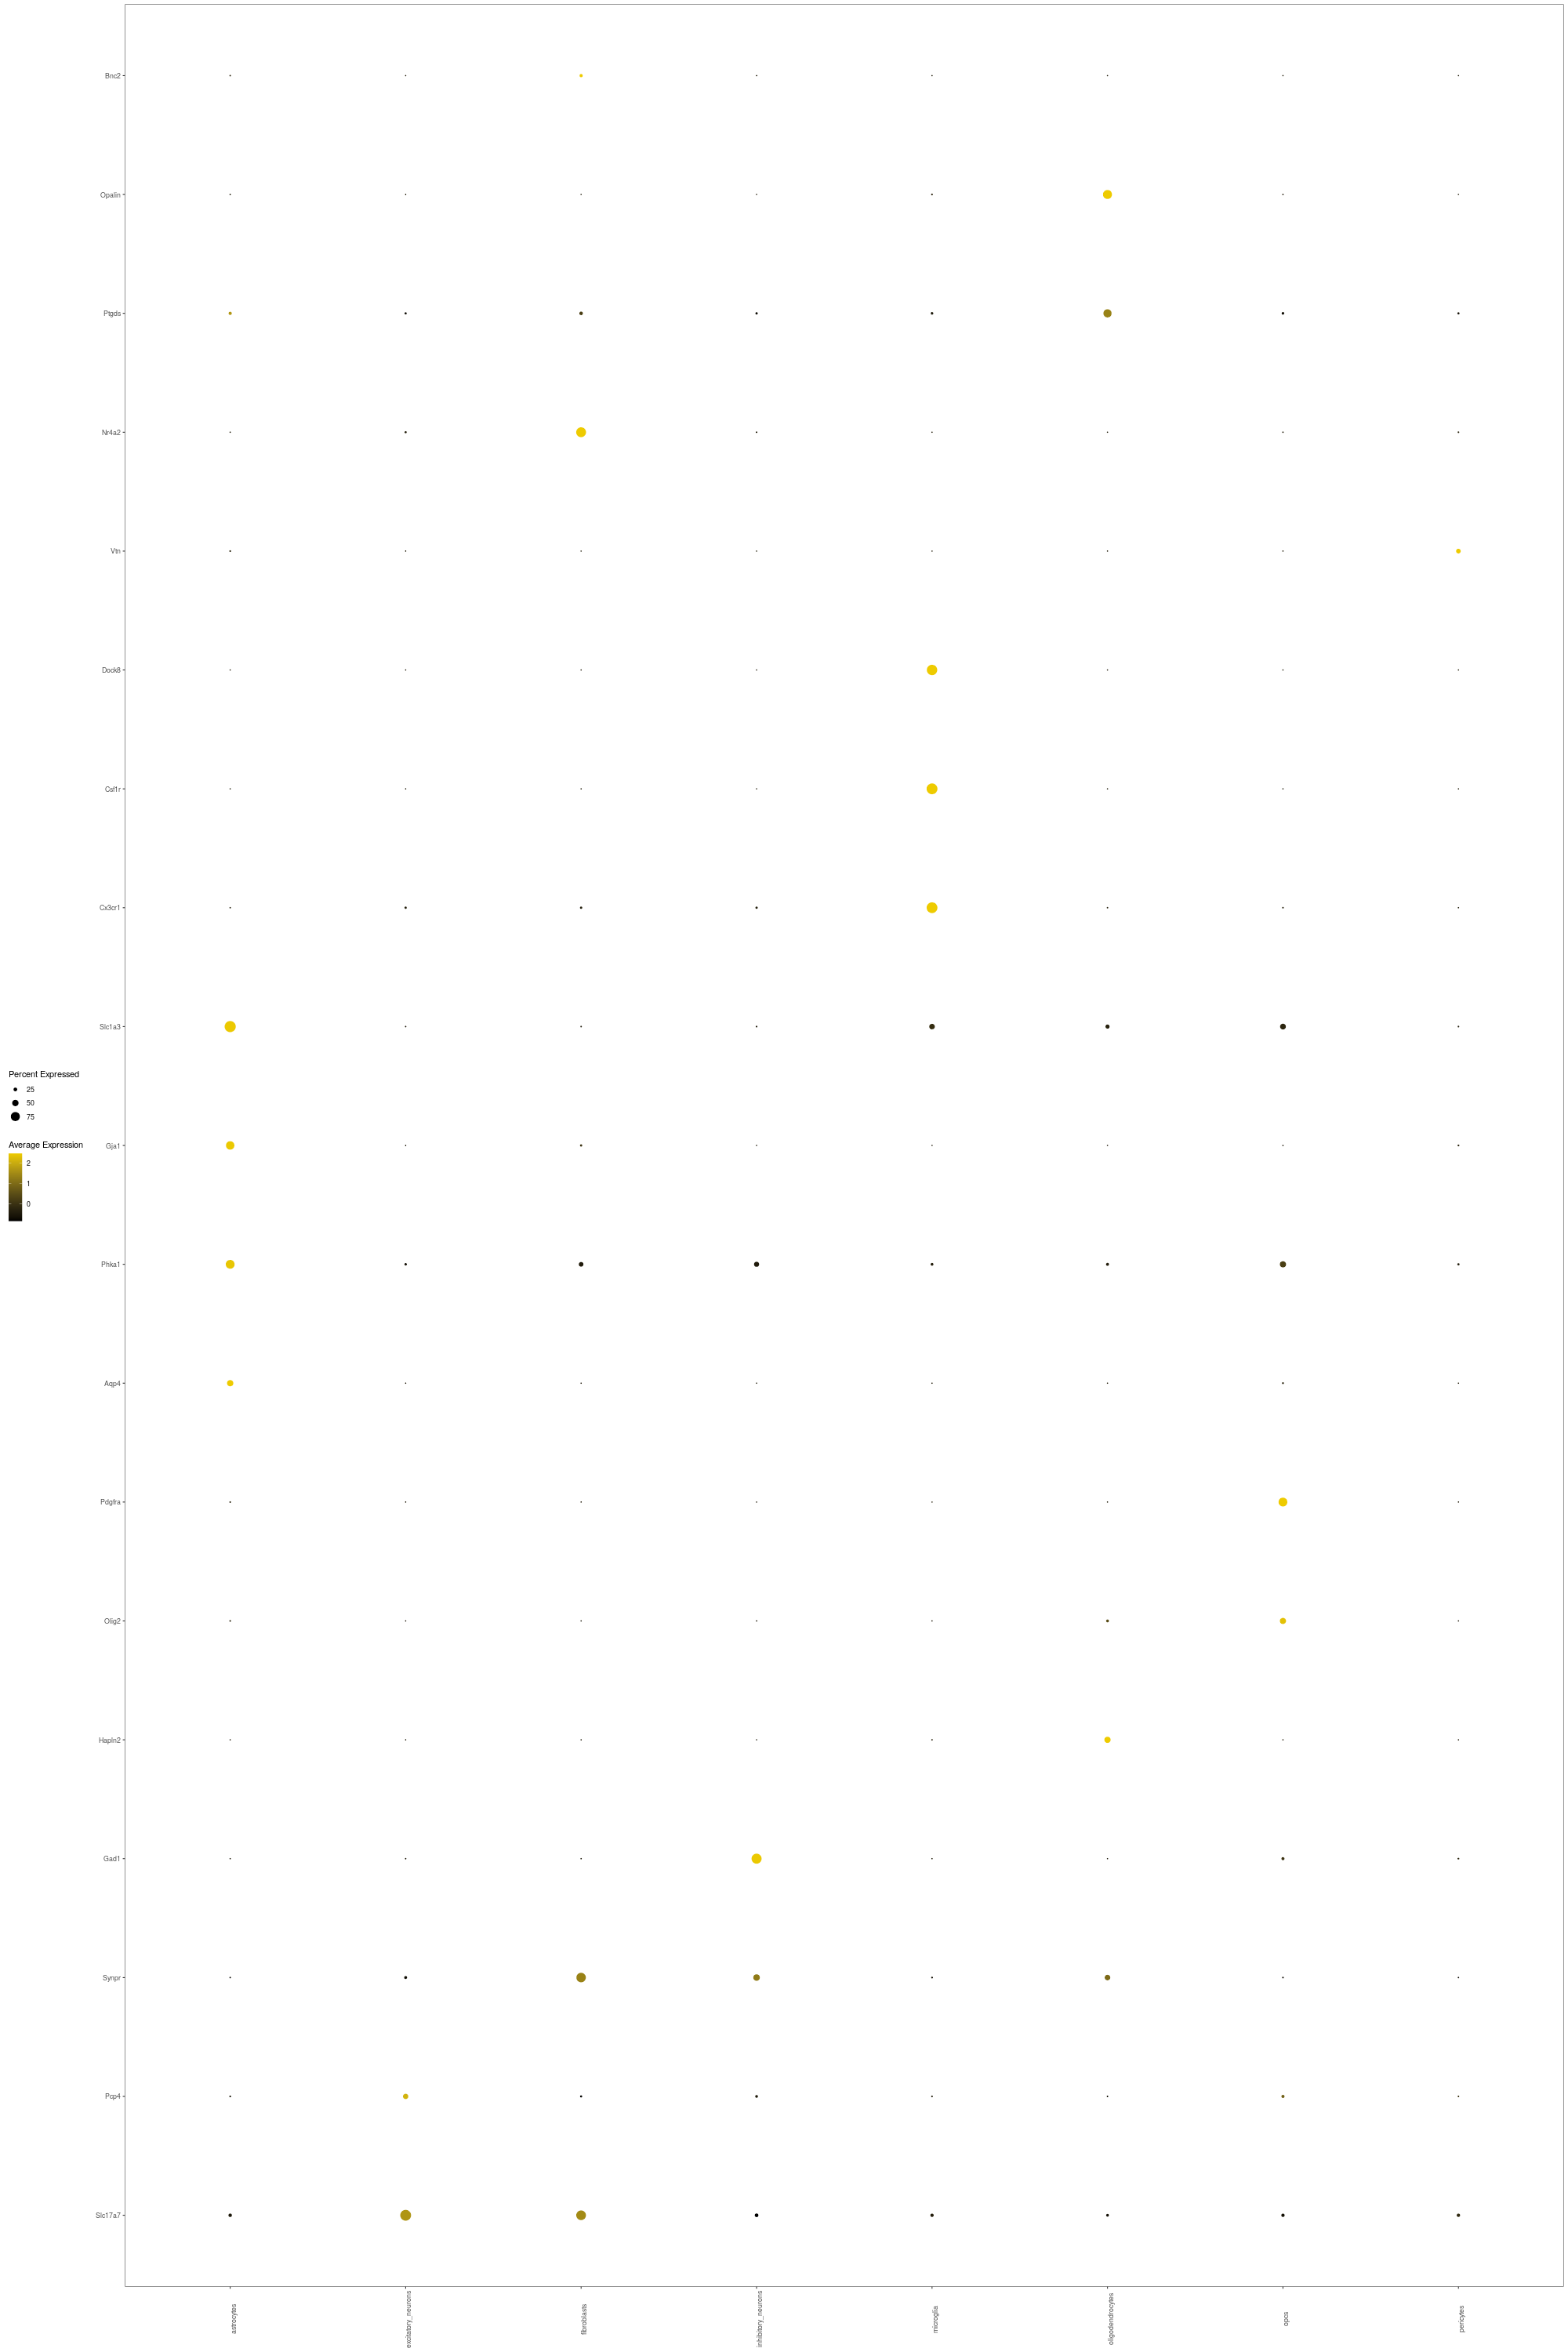 Bnc2
Opalin
Ptgds
Nr4a2
Vtn
Dock8
Csf1r
Cx3cr1
Slc1a3
Percent Expressed
25
50
75
Average Expression
2
1
0
Gja1
Phka1
Aqp4
Pdgfra
Olig2
Hapln2
Gad1
Synpr
Pcp4
Slc17a7
astrocytes
excitatory_neurons
fibroblasts
inhibitory_neurons
microglia
oligodendrocytes
opcs
pericytes